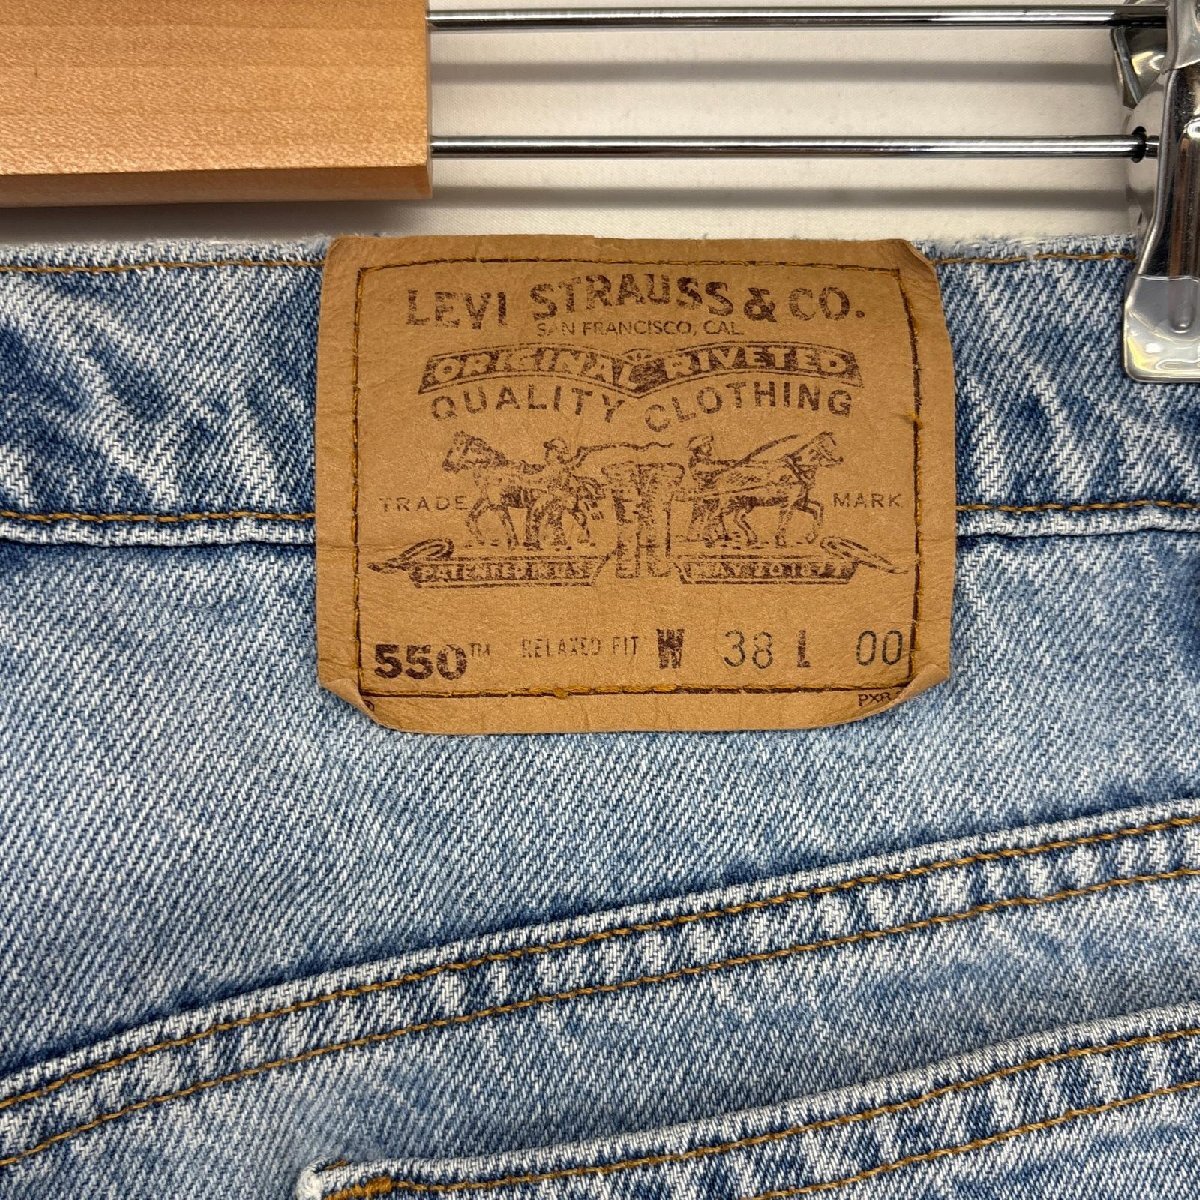 LEVI STRAUSS & CO.
SAN FRANCISCO, CAL.
ORIGINAL RIVETED
QUALITY CLOTHING
TRADE MARK
PATENTED IN U.S. MAY 20 1873
550™ RELAXED FIT W 38 L 00